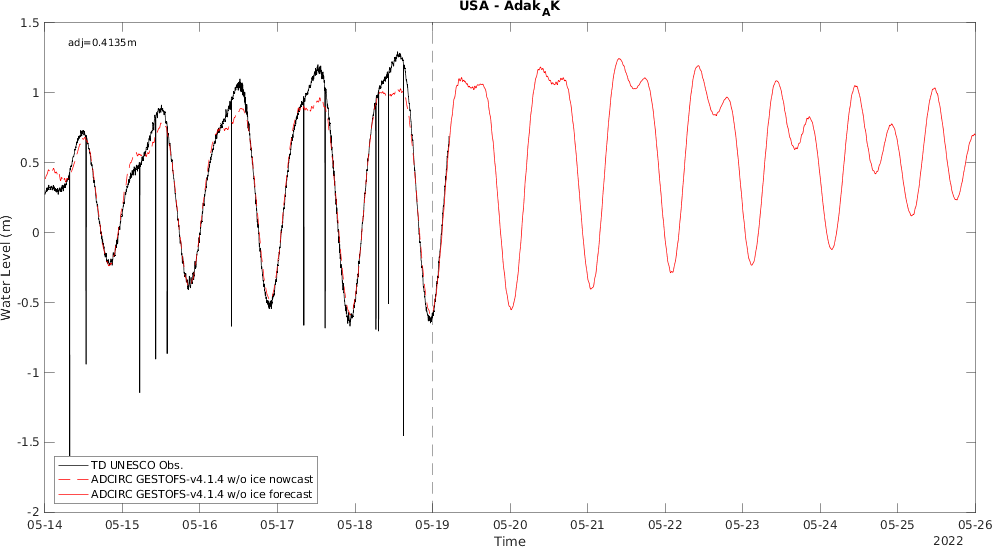 USA - Adak_AK
adj=0.4135m
Water Level (m)
1.5
1
0.5
0
-0.5
-1
-1.5
-2
TD UNESCO Obs.
ADCIRC GESTOFS-v4.1.4 w/o ice nowcast
ADCIRC GESTOFS-v4.1.4 w/o ice forecast
05-14 05-15 05-16 05-17 05-18 05-19 05-20 05-21 05-22 05-23 05-24 05-25 05-26
Time
2022